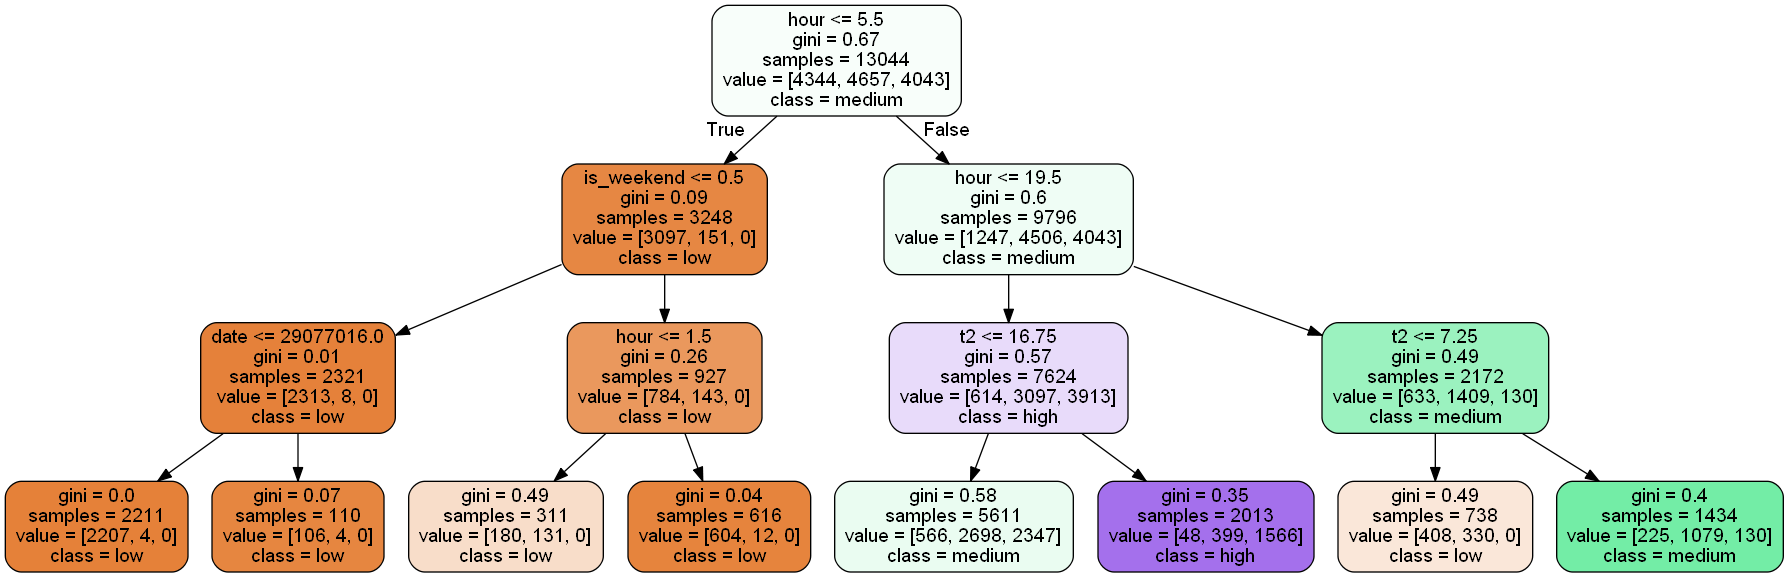 hour <= 5.5
gini = 0.67
samples = 13044
value = [4344, 4657, 4043]
class = medium
True
False
is_weekend <= 0.5
gini = 0.09
samples = 3248
value = [3097, 151, 0]
class = low
hour <= 19.5
gini = 0.6
samples = 9796
value = [1247, 4506, 4043]
class = medium
date <= 29077016.0
gini = 0.01
samples = 2321
value = [2313, 8, 0]
class = low
hour <= 1.5
gini = 0.26
samples = 927
value = [784, 143, 0]
class = low
t2 <= 16.75
gini = 0.57
samples = 7624
value = [614, 3097, 3913]
class = high
t2 <= 7.25
gini = 0.49
samples = 2172
value = [633, 1409, 130]
class = medium
gini = 0.0
samples = 2211
value = [2207, 4, 0]
class = low
gini = 0.07
samples = 110
value = [106, 4, 0]
class = low
gini = 0.49
samples = 311
value = [180, 131, 0]
class = low
gini = 0.04
samples = 616
value = [604, 12, 0]
class = low
gini = 0.58
samples = 5611
value = [566, 2698, 2347]
class = medium
gini = 0.35
samples = 2013
value = [48, 399, 1566]
class = high
gini = 0.49
samples = 738
value = [408, 330, 0]
class = low
gini = 0.4
samples = 1434
value = [225, 1079, 130]
class = medium